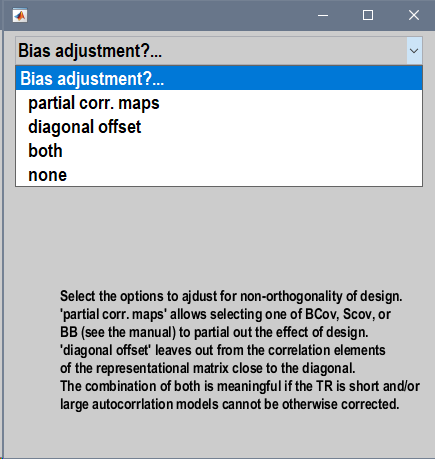 Bias adjustment?...
Bias adjustment?...
partial corr. maps
diagonal offset
both
none
Select the options to ajdust for non-orthogonality of design.
'partial corr. maps' allows selecting one of BCov, Scov, or
BB (see the manual) to partial out the effect of design.
'diagonal offset' leaves out from the correlation elements
of the representational matrix close to the diagonal.
The combination of both is meaningful if the TR is short and/or
large autocorrlation models cannot be otherwise corrected.